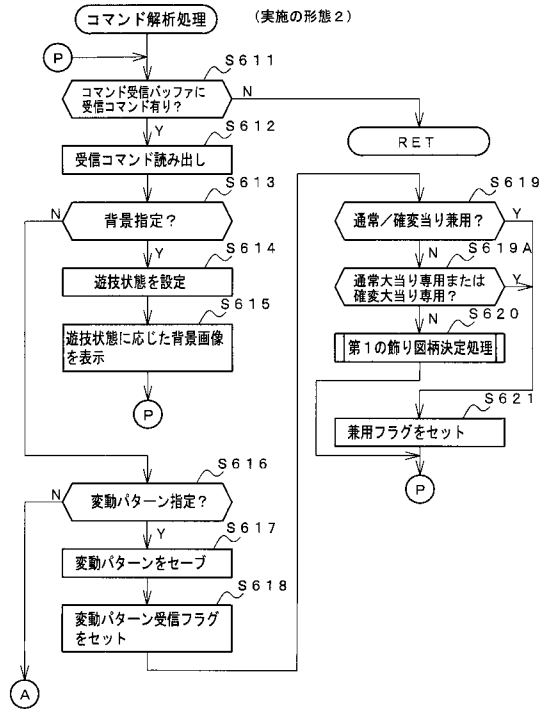 コマンド解析処理
(実施の形態2)
P
S611
コマンド受信バッファに
受信コマンド有り?
N
Y
RET
S612
受信コマンド読み出し
S613
背景指定?
N
Y
S614
遊技状態を設定
S615
遊技状態に応じた背景画像
を表示
P
S616
変動パターン指定?
N
Y
S617
変動パターンをセーブ
S618
変動パターン受信フラグ
をセット
A
S619
通常/確変当り兼用?
Y
N
S619A
通常大当り専用または
確変大当り専用?
Y
N
S620
第1の飾り図柄決定処理
S621
兼用フラグをセット
P